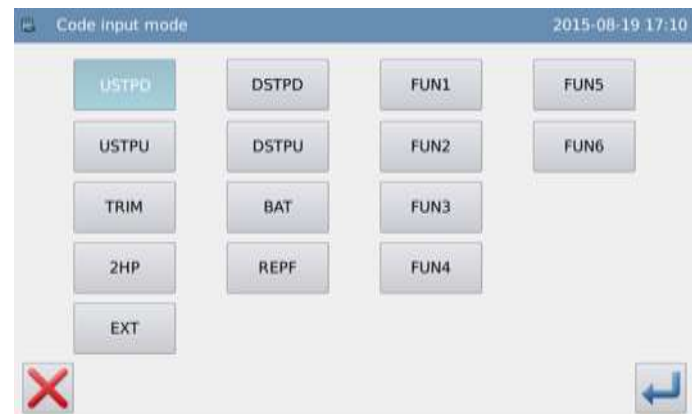 Code input mode 2015-08-19 17:10
USTPD DSTPD FUN1 FUN5
USTPU DSTPU FUN2 FUN6
TRIM BAT FUN3
2HP REPF FUN4
EXT